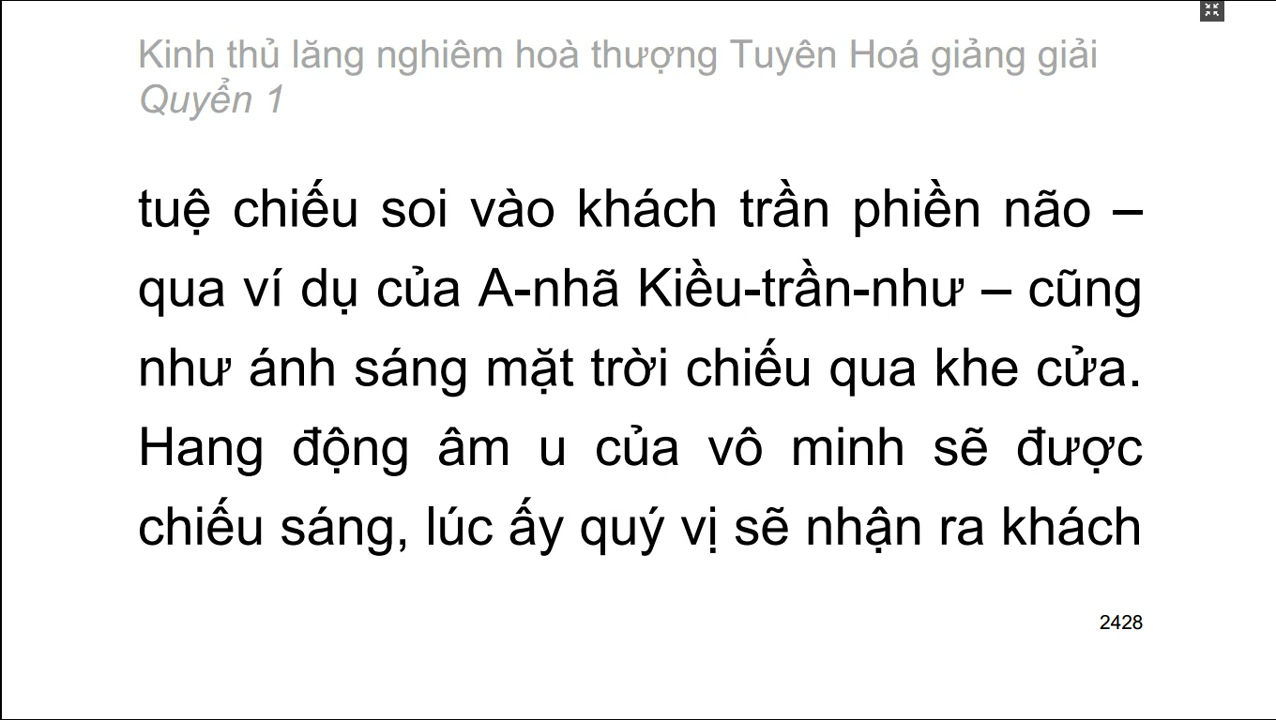 Kinh thủ lăng nghiêm hoà thượng Tuyên Hoá giảng giải
Quyển 1
tuệ chiếu soi vào khách trần phiền não –
qua ví dụ của A-nhã Kiều-trần-như – cũng
như ánh sáng mặt trời chiếu qua khe cửa.
Hang động âm u của vô minh sẽ được
chiếu sáng, lúc ấy quý vị sẽ nhận ra khách
2428